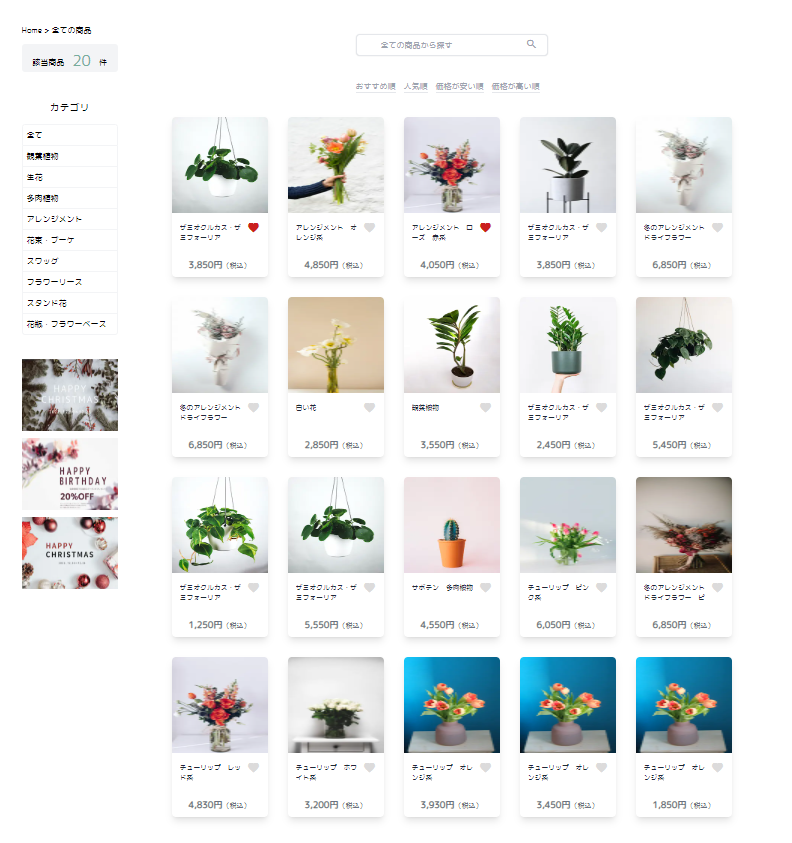 Home > 全ての商品
該当商品 20 件
カテゴリ
全て
観葉植物
生花
多肉植物
アレンジメント
花束・ブーケ
スワッグ
フラワーリース
スタンド花
花瓶・フラワーベース
HAPPY
CHRISTMAS
HAPPY
BIRTHDAY
20%OFF
HAPPY
CHRISTMAS
全ての商品から探す
おすすめ順 人気順 価格が安い順 価格が高い順
ザミオクルカス・ザ
ミフォーリア
3,850円（税込）
アレンジメント オ
レンジ系
4,850円（税込）
アレンジメント ロ
ーズ 赤系
4,050円（税込）
ザミオクルカス・ザ
ミフォーリア
3,850円（税込）
冬のアレンジメント
ドライフラワー
6,850円（税込）
冬のアレンジメント
ドライフラワー
6,850円（税込）
白い花
2,850円（税込）
観葉植物
3,550円（税込）
ザミオクルカス・ザ
ミフォーリア
2,450円（税込）
ザミオクルカス・ザ
ミフォーリア
5,450円（税込）
ザミオクルカス・ザ
ミフォーリア
1,250円（税込）
ザミオクルカス・ザ
ミフォーリア
5,550円（税込）
サボテン 多肉植物
4,550円（税込）
チューリップ ピン
ク系
6,050円（税込）
冬のアレンジメント
ドライフラワー ピ
6,850円（税込）
チューリップ レッ
ド系
4,830円（税込）
チューリップ ホワ
イト系
3,200円（税込）
チューリップ オレ
ンジ系
3,930円（税込）
チューリップ オレ
ンジ系
3,450円（税込）
チューリップ オレ
ンジ系
1,850円（税込）